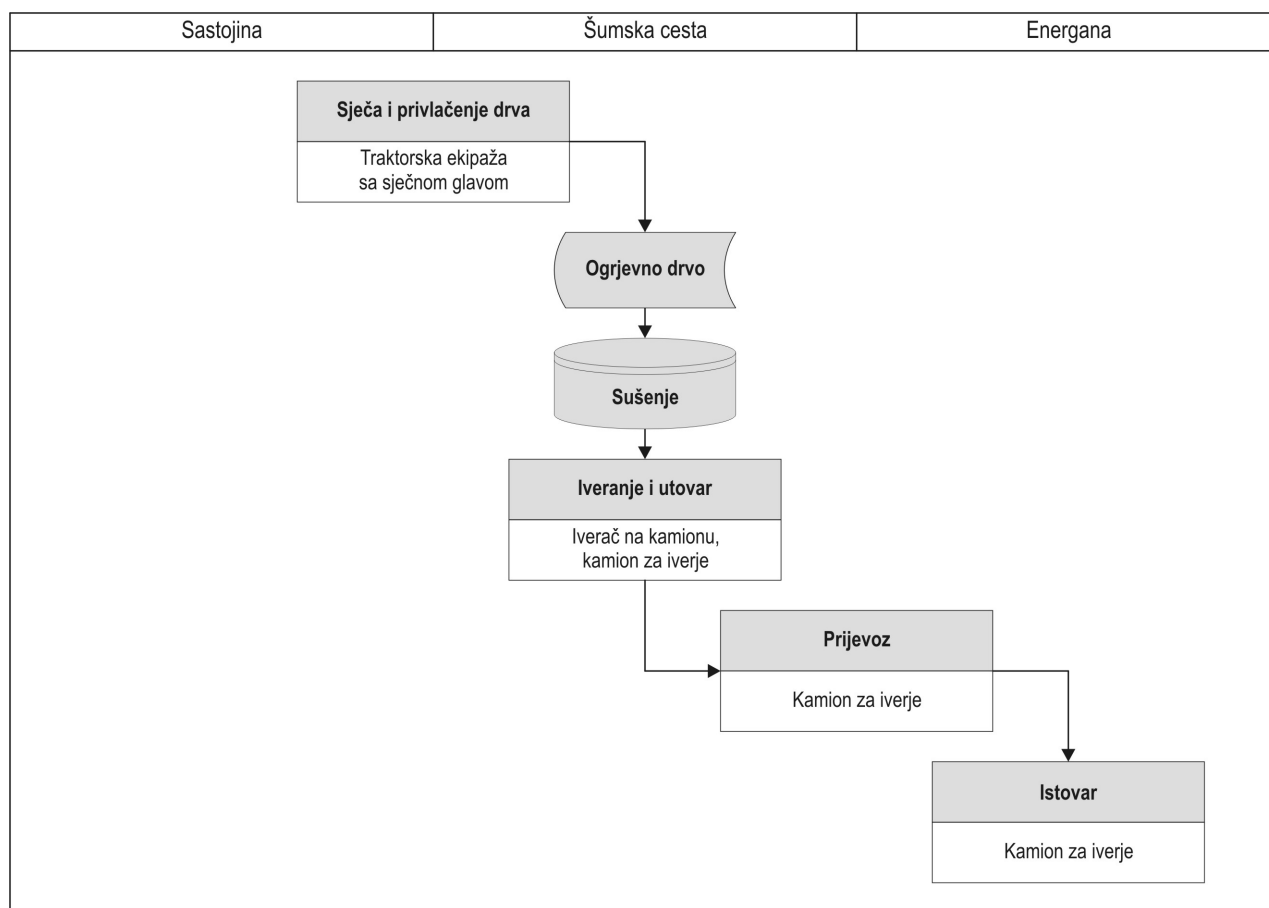 Sastojina
Šumska cesta
Energana
Sječa i privlačenje drva
Traktorska ekipaža
sa sječnom glavom
Ogrjevno drvo
Sušenje
Iveranje i utovar
Iverač na kamionu,
kamion za iverje
Prijevoz
Kamion za iverje
Istovar
Kamion za iverje